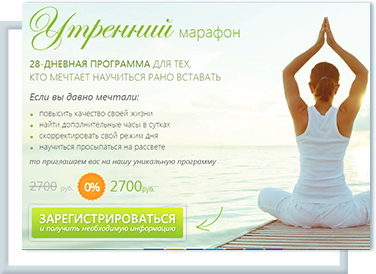 Утренний марафон
28-ДНЕВНАЯ ПРОГРАММА ДЛЯ ТЕХ,
КТО МЕЧТАЕТ НАУЧИТЬСЯ РАНО ВСТАВАТЬ
Если вы давно мечтали:
повысить качество своей жизни
найти дополнительные часы в сутках
скорректировать свой режим дня
научиться просыпаться на рассвете
то приглашаем вас на нашу уникальную программу
2700 руб. 0% 2700 руб.
ЗАРЕГИСТРИРОВАТЬСЯ
и получить необходимую информацию